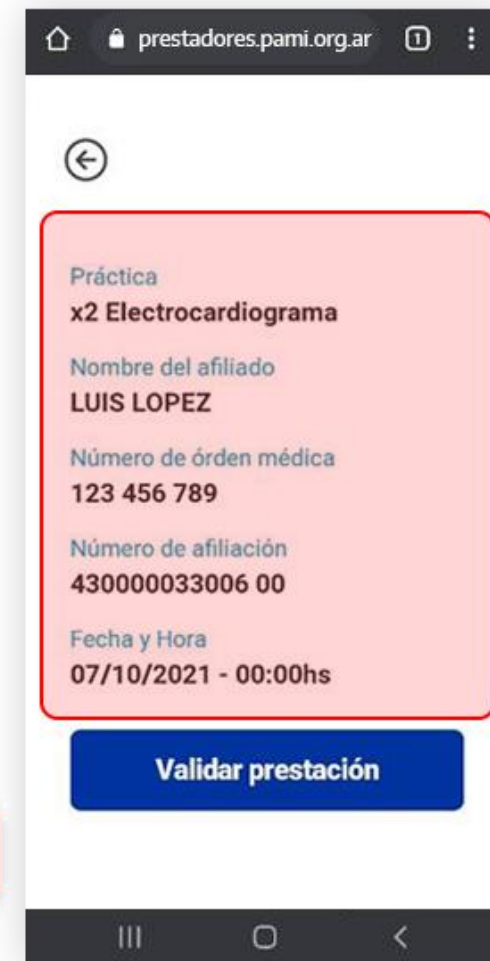 prestadores.pami.org.ar 1
Práctica
x2 Electrocardiograma
Nombre del afiliado
LUIS LOPEZ
Número de órden médica
123 456 789
Número de afiliación
430000033006 00
Fecha y Hora
07/10/2021 - 00:00hs
Validar prestación